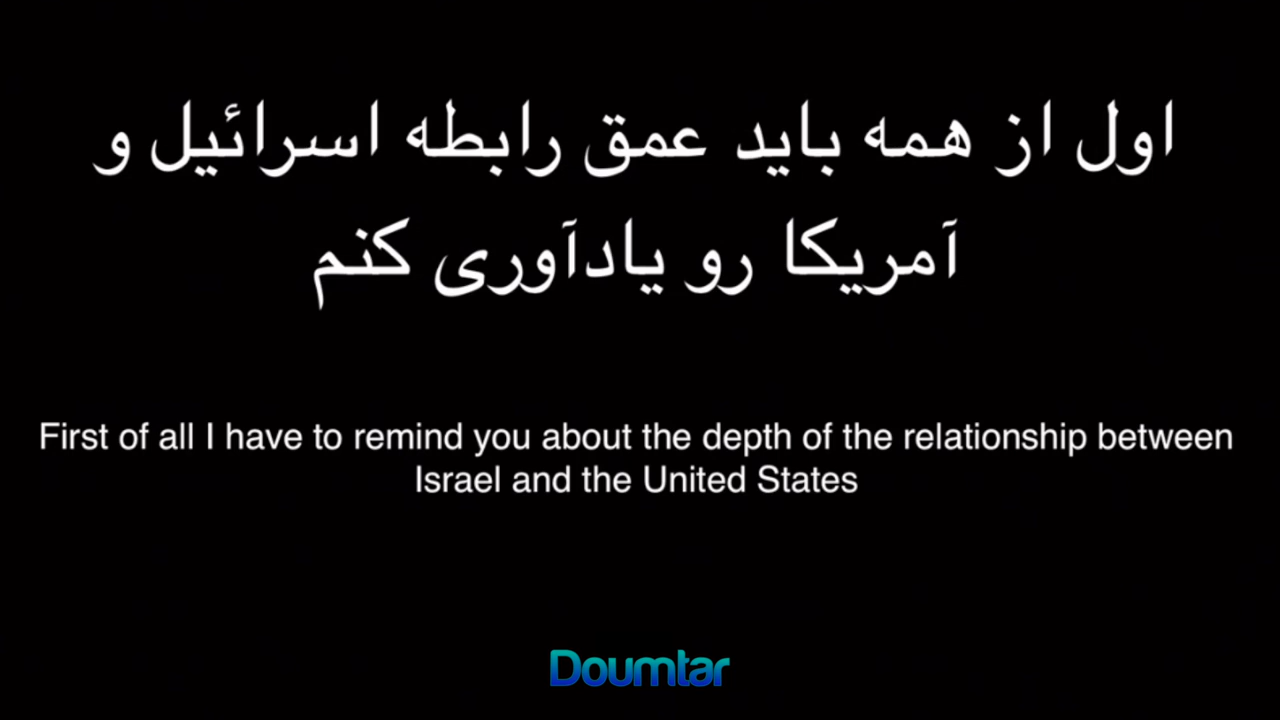 اول از همه باید عمق رابطه اسرائیل و
آمریکا رو یادآوری کنم
First of all I have to remind you about the depth of the relationship between
Israel and the United States
Doumtar